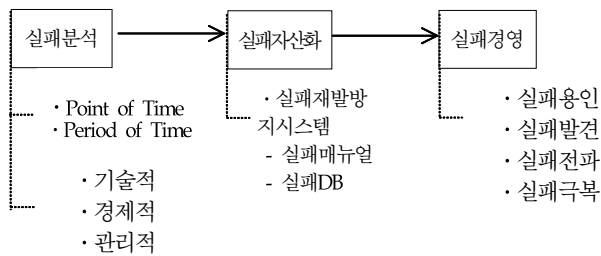 실패분석
실패자산화
실패경영
· Point of Time
· Period of Time
· 기술적
· 경제적
· 관리적
· 실패재발방
지시스템
- 실패매뉴얼
- 실패DB
· 실패용인
· 실패발견
· 실패전파
· 실패극복